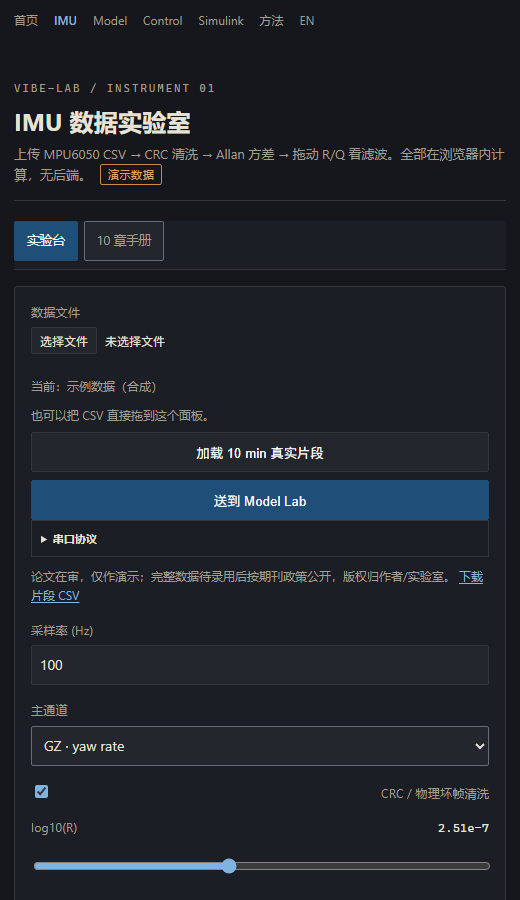 首页 IMU Model Control Simulink 方法 EN
VIBE-LAB / INSTRUMENT 01
IMU 数据实验室
上传 MPU6050 CSV → CRC 清洗 → Allan 方差 → 拖动 R/Q 看滤波。全部在浏览器内计
算，无后端。 演示数据
实验台 10 章手册
数据文件
选择文件 未选择文件
当前：示例数据（合成）
也可以把 CSV 直接拖到这个面板。
加载 10 min 真实片段
送到 Model Lab
▶ 串口协议
论文在审，仅作演示；完整数据待录用后按期刊政策公开，版权归作者/实验室。 下载
片段 CSV
采样率 (Hz)
100
主通道
GZ · yaw rate
CRC / 物理坏帧清洗
log10(R) 2.51e-7